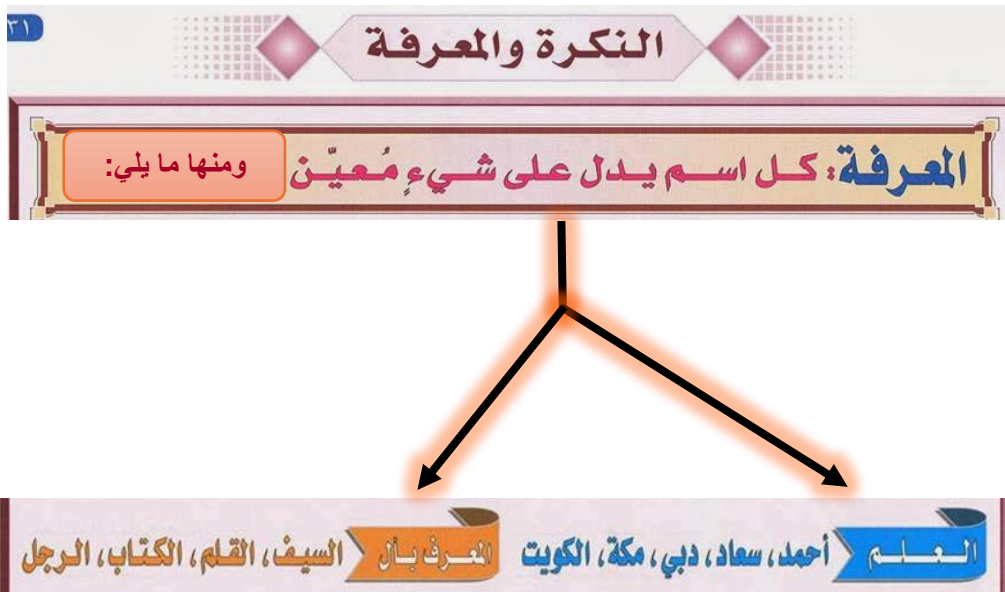 ٣١
النكرة والمعرفة
المعرفة: كل اسم يدل على شيءٍ مُعيّن ومنها ما يلي:
العلم أحمد، سعاد، دبي، مكة، الكويت
المعرف بأل السيف، القلم، الكتاب، الرجل